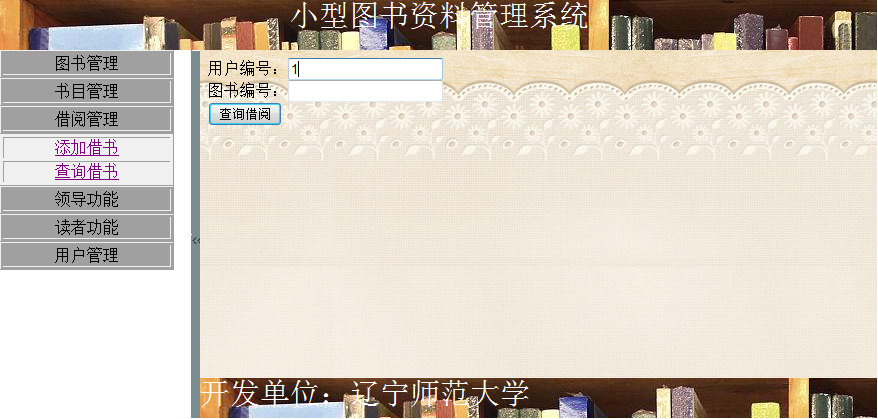 小型图书资料管理系统
图书管理
书目管理
借阅管理
添加借书
查询借书
领导功能
读者功能
用户管理
<<
用户编号：1
图书编号：
查询借阅
开发单位：辽宁师范大学